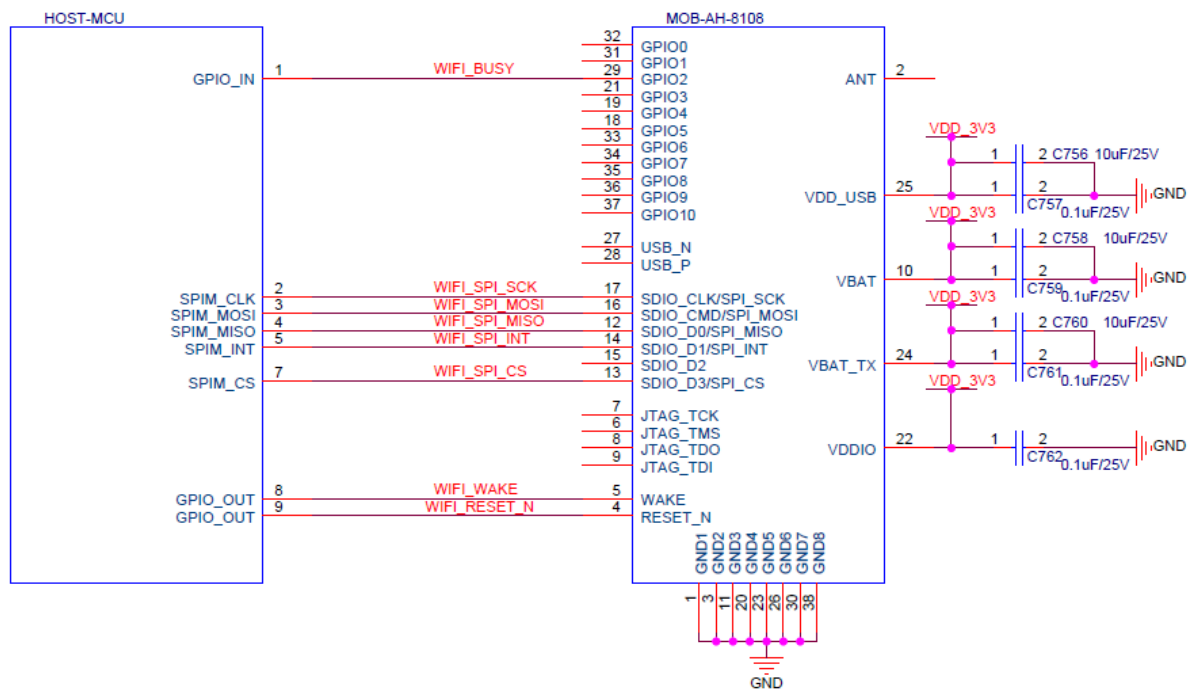 HOST-MCU
MOB-AH-8108
GPIO_IN 1 WIFI_BUSY
SPIM_CLK 2 WIFI_SPI_SCK
SPIM_MOSI 3 WIFI_SPI_MOSI
SPIM_MISO 4 WIFI_SPI_MISO
SPIM_INT 5 WIFI_SPI_INT
SPIM_CS 7 WIFI_SPI_CS
GPIO_OUT 8 WIFI_WAKE
GPIO_OUT 9 WIFI_RESET_N
32 GPIO0
31 GPIO1
29 GPIO2
21 GPIO3
19 GPIO4
18 GPIO5
33 GPIO6
34 GPIO7
35 GPIO8
36 GPIO9
37 GPIO10
27 USB_N
28 USB_P
17 SDIO_CLK/SPI_SCK
16 SDIO_CMD/SPI_MOSI
12 SDIO_D0/SPI_MISO
14 SDIO_D1/SPI_INT
15 SDIO_D2
13 SDIO_D3/SPI_CS
7 JTAG_TCK
6 JTAG_TMS
8 JTAG_TDO
9 JTAG_TDI
5 WAKE
4 RESET_N
ANT 2
VDD_3V3
1 2 C756 10uF/25V
VDD_USB 25 1 2 GND
C757 0.1uF/25V
VDD_3V3
1 2 C758 10uF/25V
VBAT 10 1 2 GND
C759 0.1uF/25V
VDD_3V3
1 2 C760 10uF/25V
VBAT_TX 24 1 2 GND
C761 0.1uF/25V
VDD_3V3
VDDIO 22 1 2 GND
C762 0.1uF/25V
GND1 GND2 GND3 GND4 GND5 GND6 GND7 GND8
1 3 11 20 23 26 30 38
GND